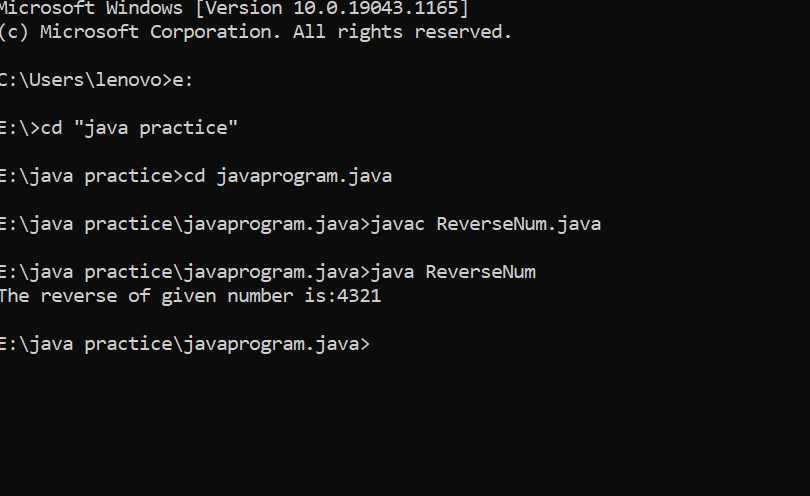 Microsoft Windows [Version 10.0.19043.1165]
(c) Microsoft Corporation. All rights reserved.
C:\Users\lenovo>e:
E:\>cd "java practice"
E:\java practice>cd javaprogram.java
E:\java practice\javaprogram.java>javac ReverseNum.java
E:\java practice\javaprogram.java>java ReverseNum
The reverse of given number is:4321
E:\java practice\javaprogram.java>